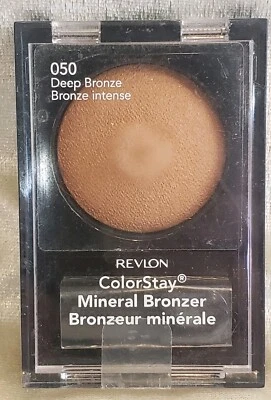 050
Deep Bronze
Bronze intense
REVLON
ColorStay®
Mineral Bronzer
Bronzeur minérale